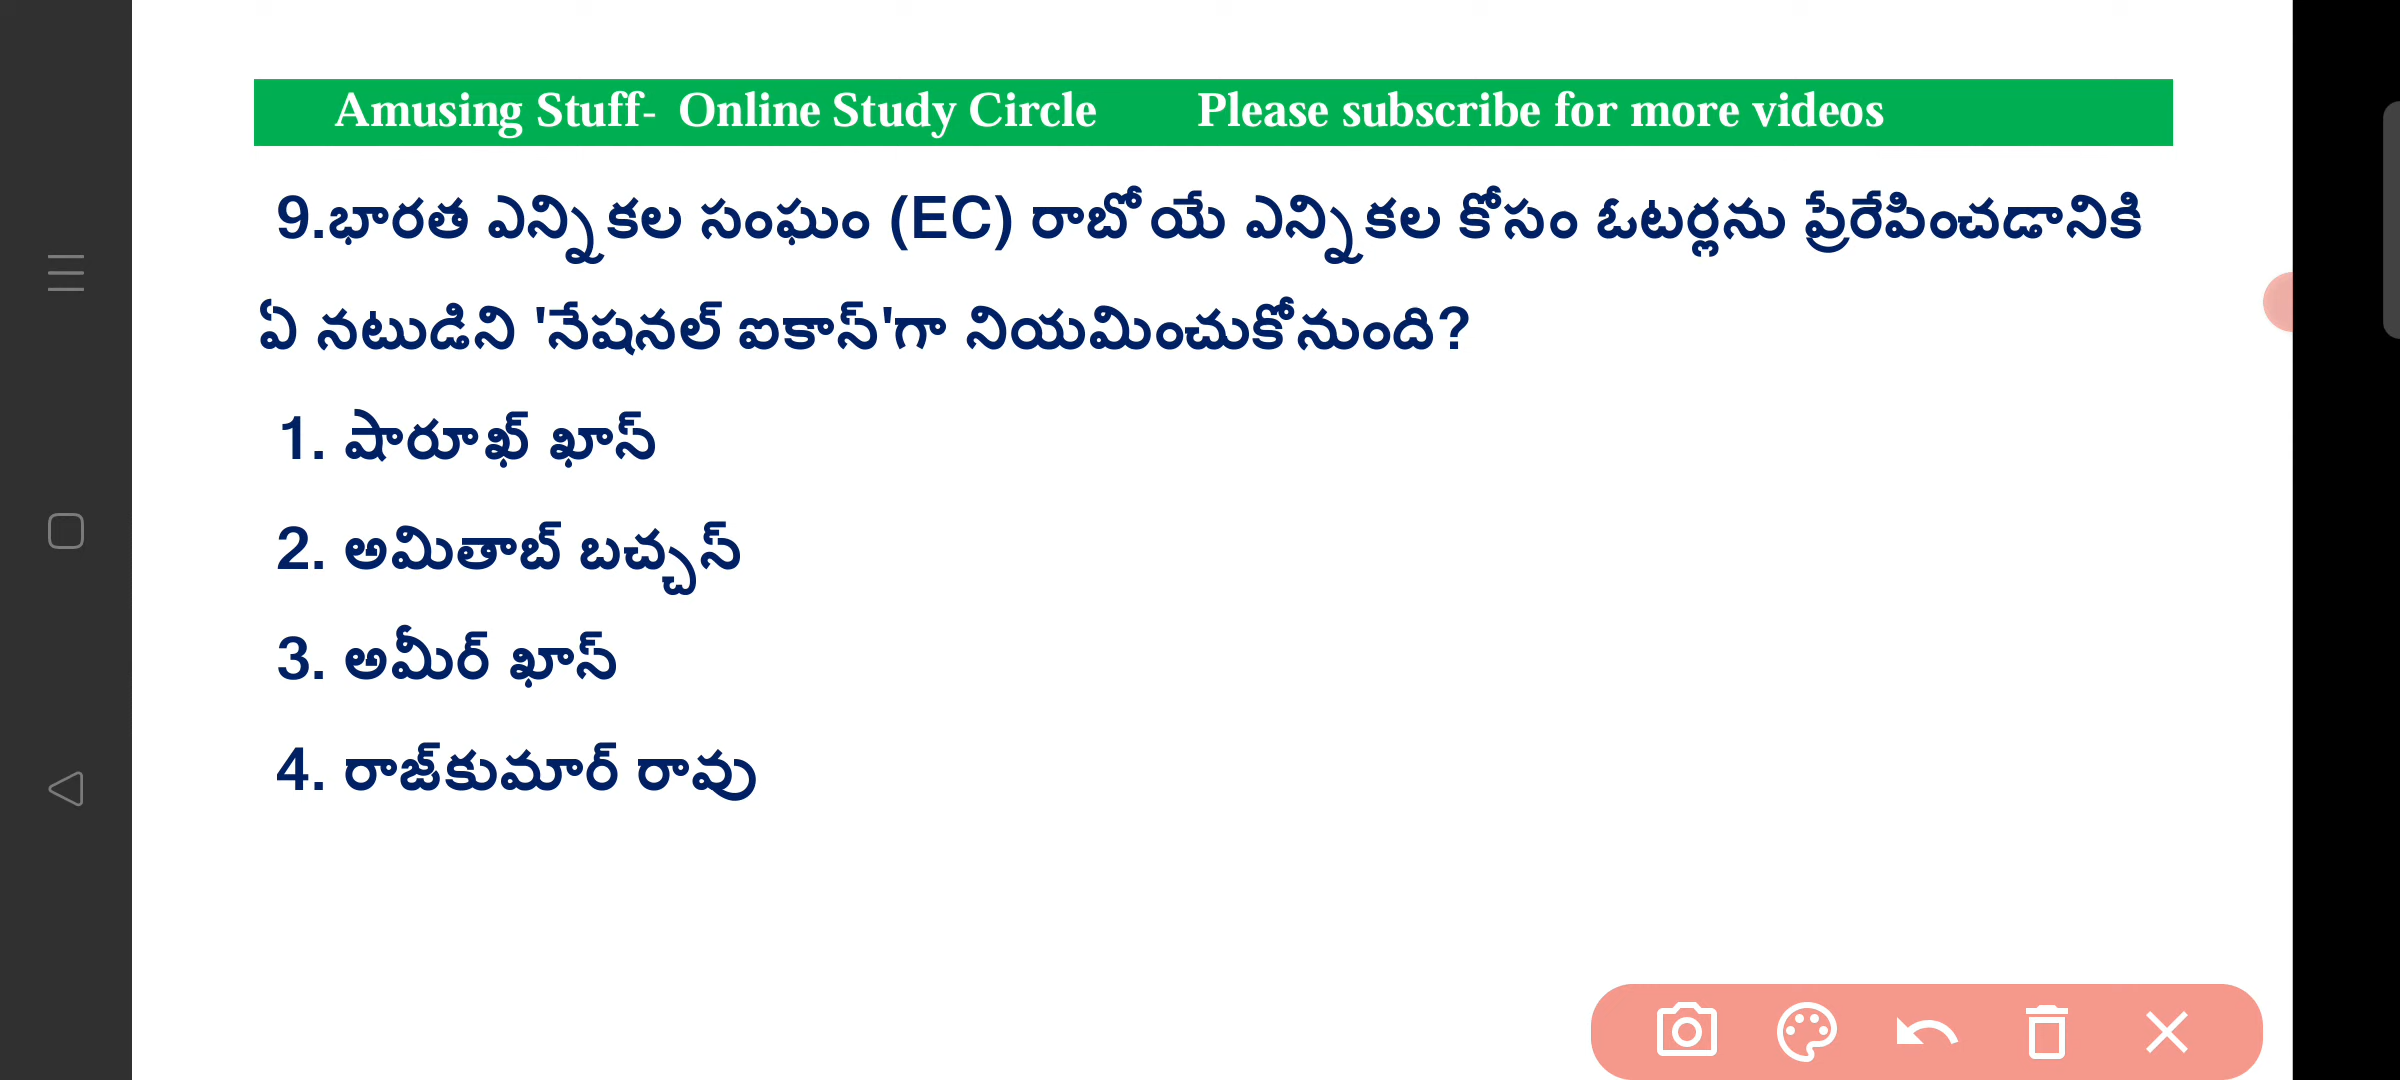 Amusing Stuff- Online Study Circle Please subscribe for more videos
9.భారత ఎన్నికల సంఘం (EC) రాబోయే ఎన్నికల కోసం ఓటర్లను ప్రేరేపించడానికి
ఏ నటుడిని 'నేషనల్ ఐకాన్'గా నియమించుకోనుంది?
1. షారూఖ్ ఖాన్
2. అమితాబ్ బచ్చన్
3. అమీర్ ఖాన్
4. రాజ్‌కుమార్ రావు